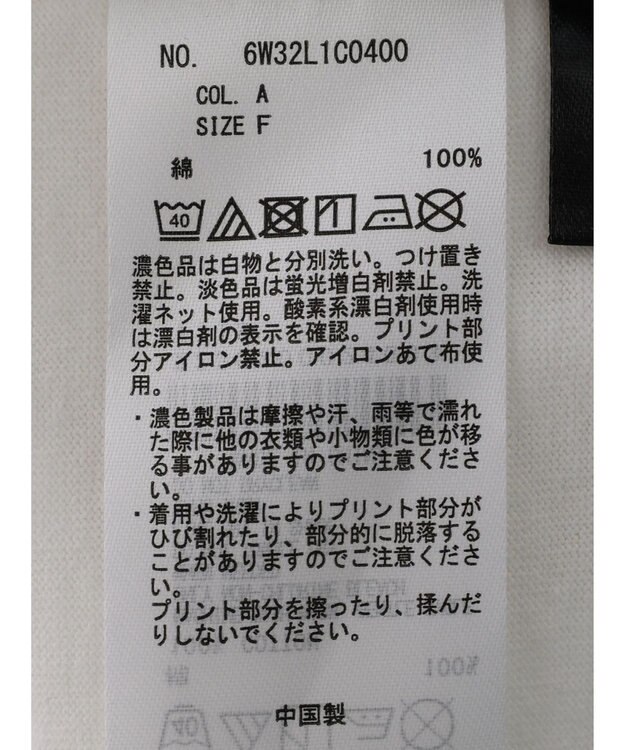 NO. 6W32L1C0400
COL. A
SIZE F
綿 100%
40
濃色品は白物と分別洗い。つけ置き
禁止。淡色品は蛍光増白剤禁止。洗
濯ネット使用。酸素系漂白剤使用時
は漂白剤の表示を確認。プリント部
分アイロン禁止。アイロンあて布使
用。
・濃色製品は摩擦や汗、雨等で濡れ
た際に他の衣類や小物類に色が移
る事がありますのでご注意くださ
い。
・着用や洗濯によりプリント部分が
ひび割れたり、部分的に脱落する
ことがありますのでご注意くださ
い。
プリント部分を擦ったり、揉んだ
りしないでください。
中国製